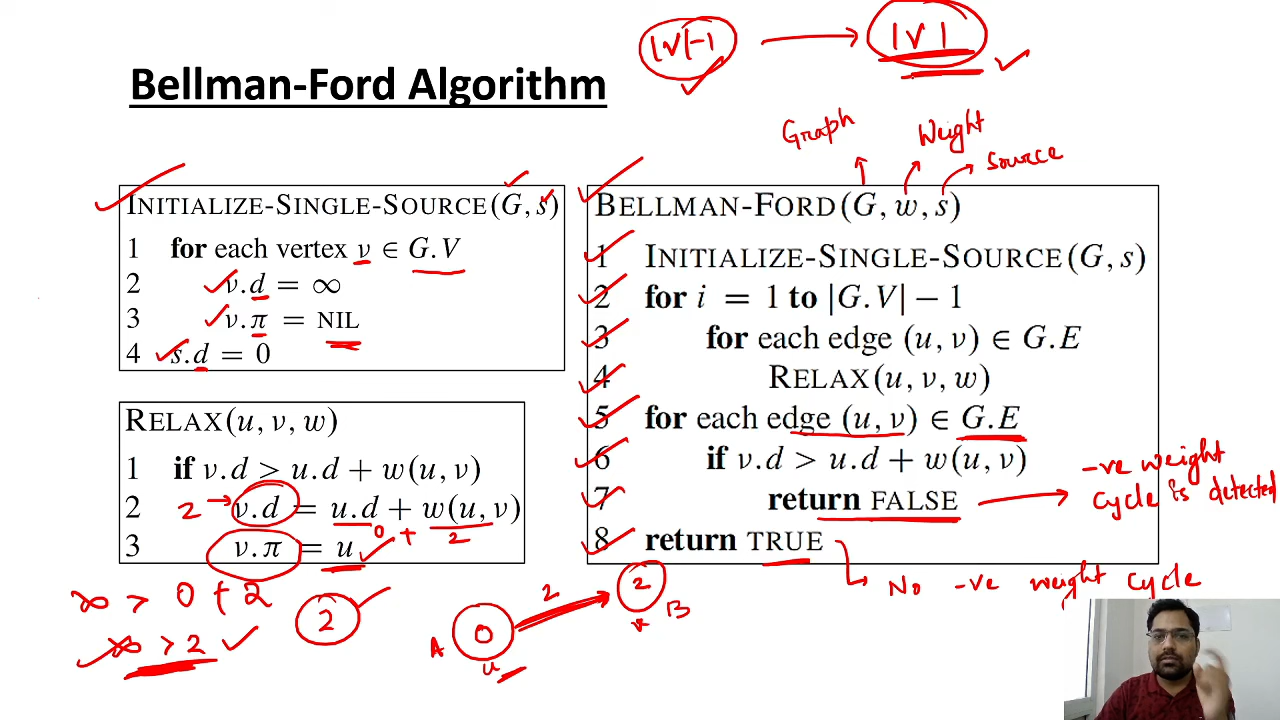 |V|-1 → |V|
Bellman-Ford Algorithm
Graph
Weight
Source
INITIALIZE-SINGLE-SOURCE(G, s)
1 for each vertex v ∈ G.V
2 v.d = ∞
3 v.π = NIL
4 s.d = 0
RELAX(u, v, w)
1 if v.d > u.d + w(u, v)
2 v.d = u.d + w(u, v)
3 v.π = u
2 →
0 + 2
∞ > 0 + 2
∞ > 2
2
BELLMAN-FORD(G, w, s)
1 INITIALIZE-SINGLE-SOURCE(G, s)
2 for i = 1 to |G.V| − 1
3 for each edge (u, v) ∈ G.E
4 RELAX(u, v, w)
5 for each edge (u, v) ∈ G.E
6 if v.d > u.d + w(u, v)
7 return FALSE
8 return TRUE
-ve weight
cycle is detected
No -ve weight cycle
A 0 u
2
2 v B